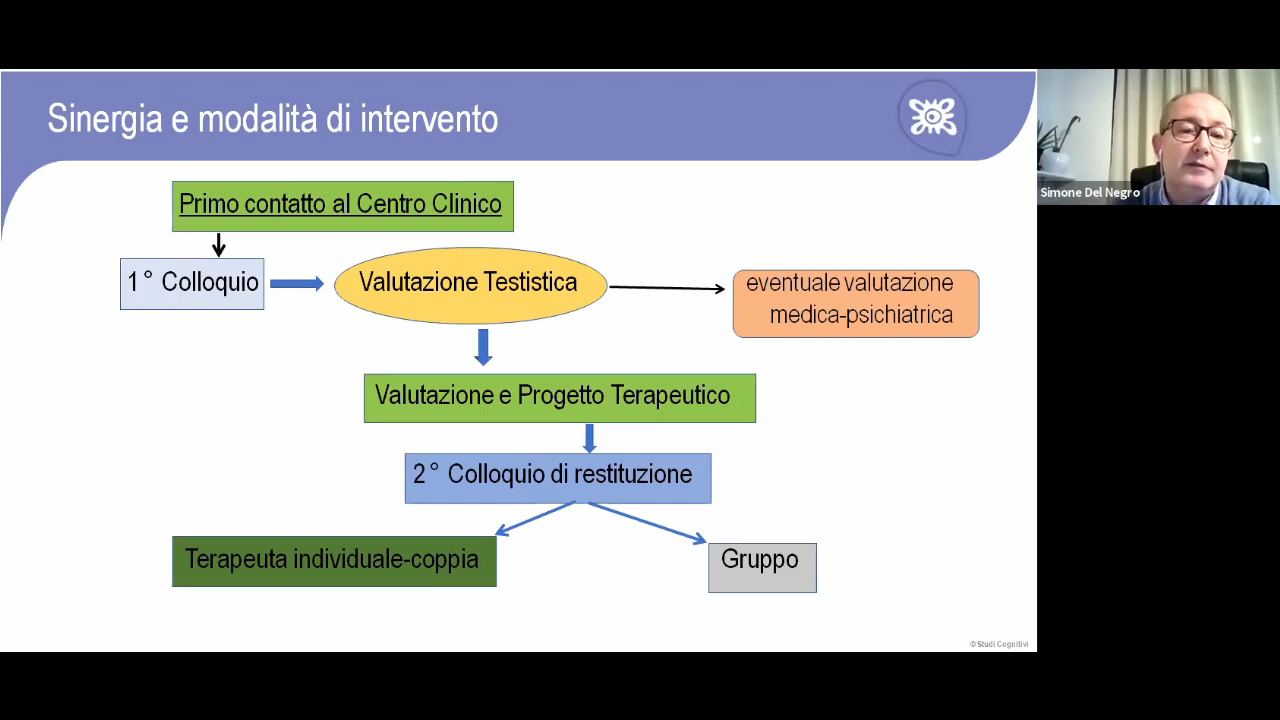 Sinergia e modalità di intervento
Simone Del Negro
Primo contatto al Centro Clinico
1° Colloquio
Valutazione Testistica
eventuale valutazione
medica-psichiatrica
Valutazione e Progetto Terapeutico
2° Colloquio di restituzione
Terapeuta individuale-coppia
Gruppo
© Studi Cognitivi